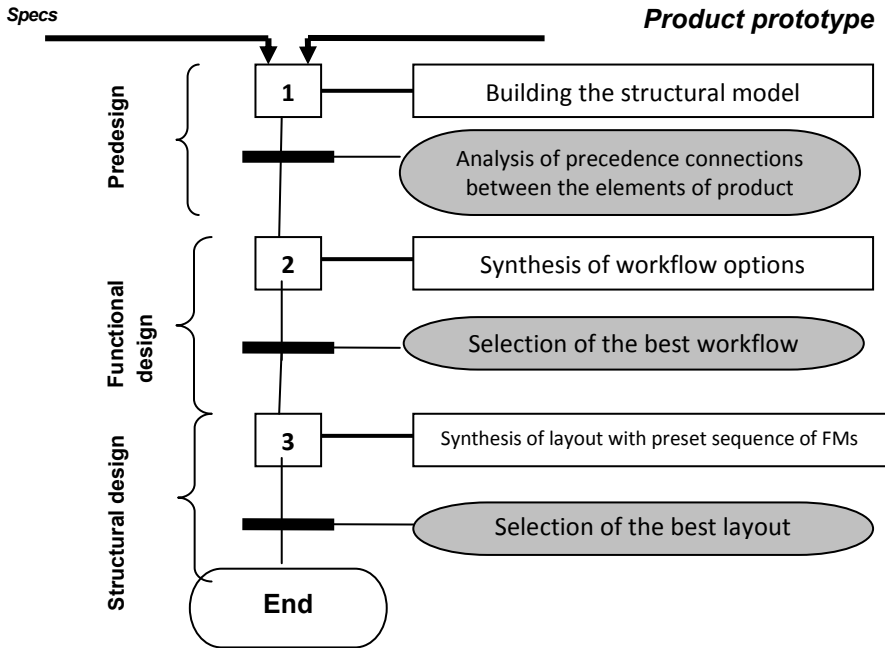 Specs
Product prototype
Predesign
1
Building the structural model
Analysis of precedence connections
between the elements of product
Functional
design
2
Synthesis of workflow options
Selection of the best workflow
Structural design
3
Synthesis of layout with preset sequence of FMs
Selection of the best layout
End